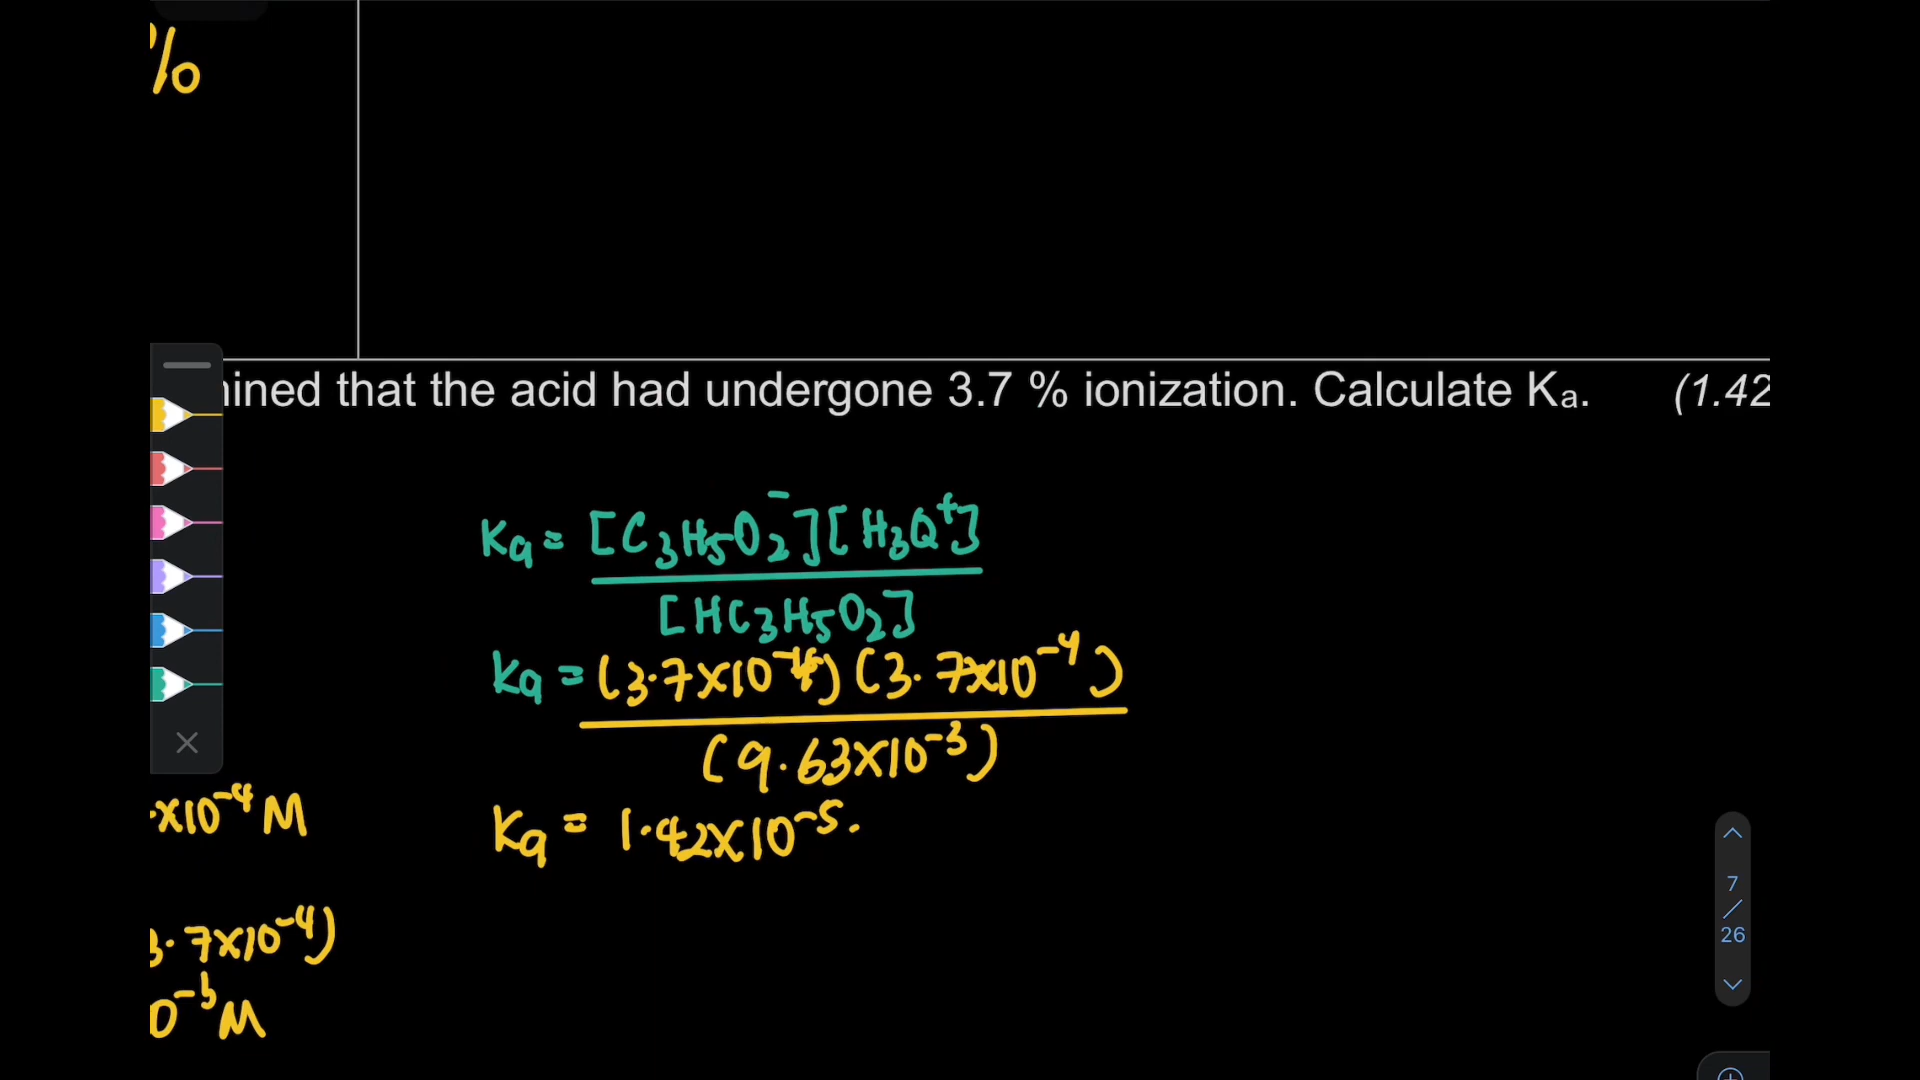 %
ined that the acid had undergone 3.7 % ionization. Calculate Ka. (1.42
Ka = [C3H5O2⁻][H3O⁺]
[HC3H5O2]
Ka = (3.7x10⁻⁴)(3.7x10⁻⁴)
(9.63x10⁻³)
x10⁻⁴ M
Ka = 1.42x10⁻⁵.
3.7x10⁻⁴)
0⁻³M
7
26